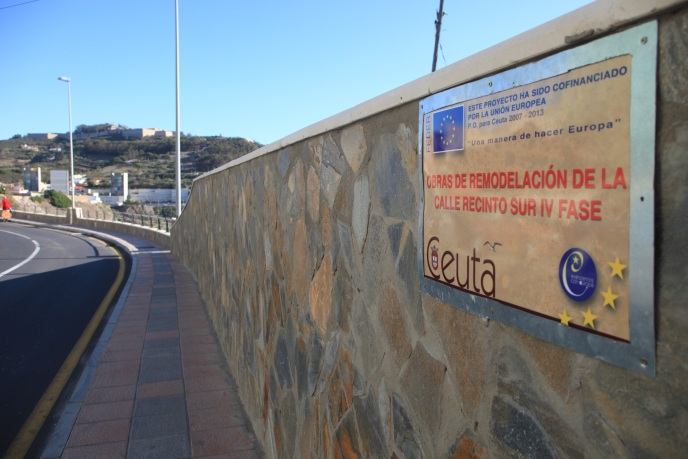 FEDER
ESTE PROYECTO HA SIDO COFINANCIADO
POR LA UNIÓN EUROPEA
P.O. para Ceuta 2007 - 2013
"Una manera de hacer Europa"
OBRAS DE REMODELACIÓN DE LA
CALLE RECINTO SUR IV FASE
Ceuta